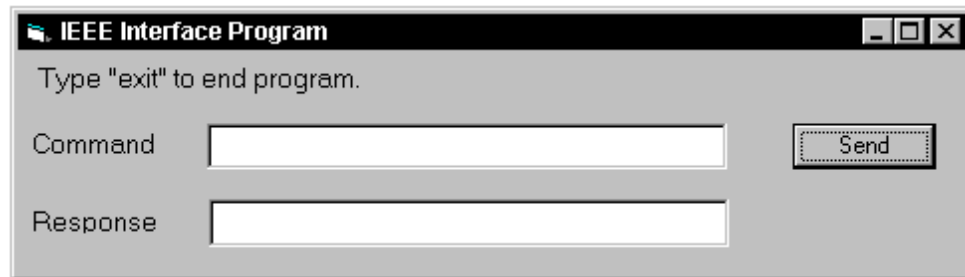 IEEE Interface Program
Type "exit" to end program.
Command
Send
Response